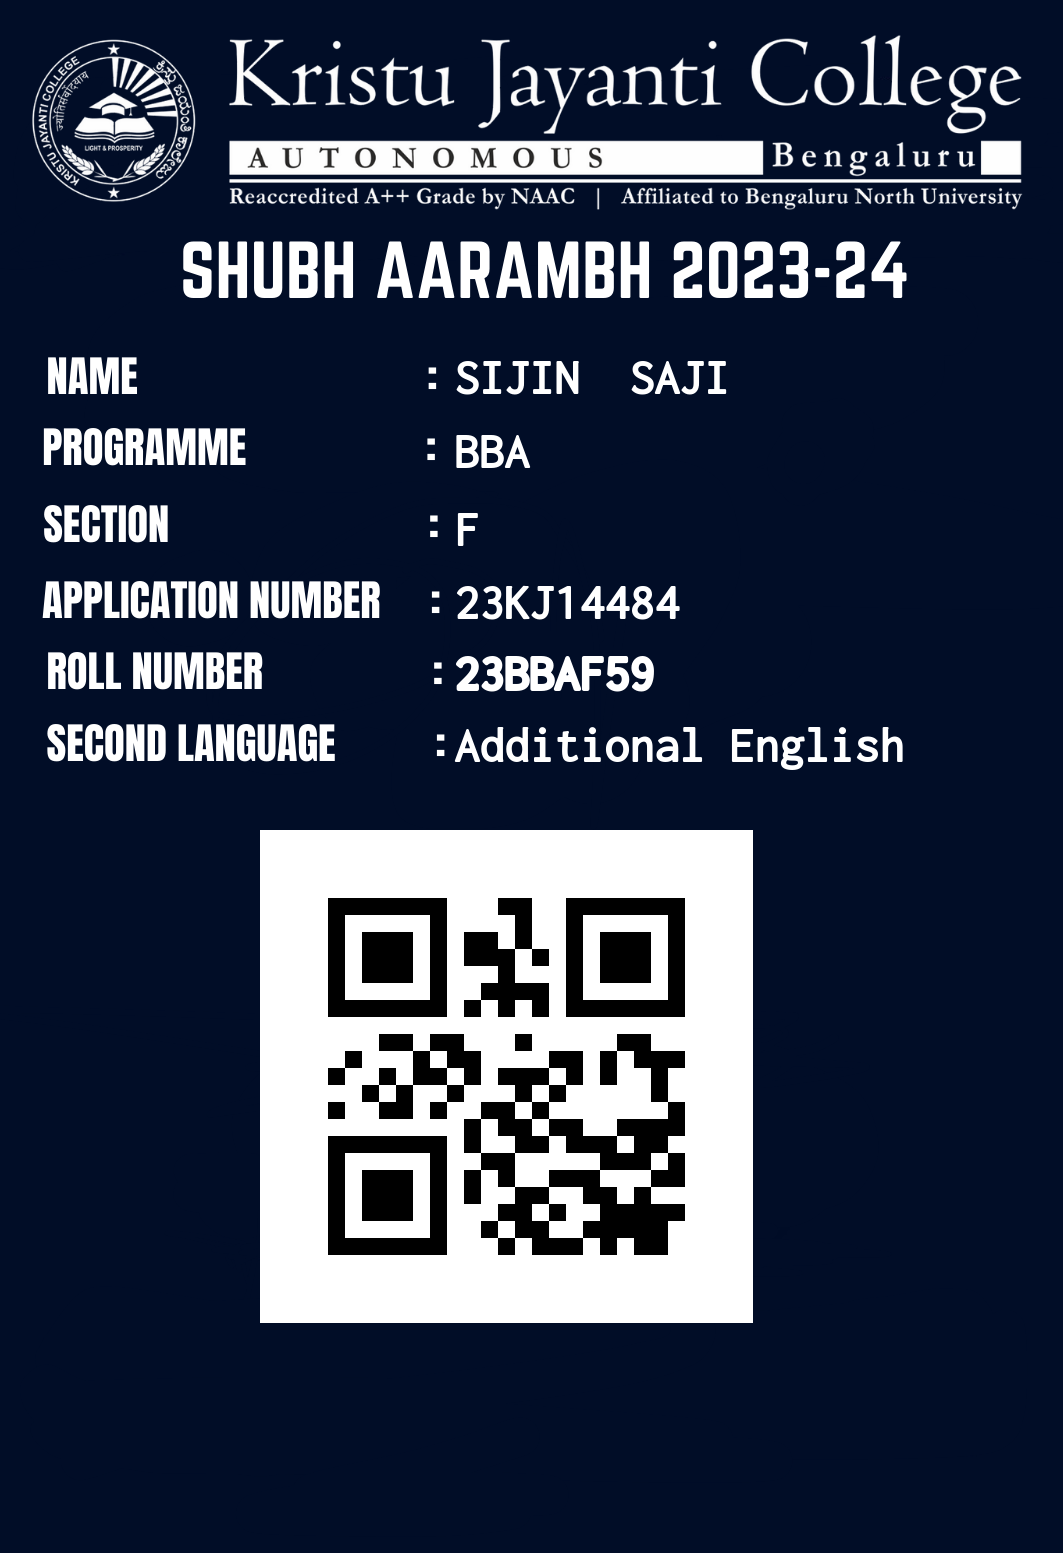 KRISTU JAYANTI COLLEGE
ಕ್ರಿಸ್ತು ಜಯಂತಿ ಕಾಲೇಜು
LIGHT & PROSPERITY
Kristu Jayanti College
AUTONOMOUS Bengaluru
Reaccredited A++ Grade by NAAC | Affiliated to Bengaluru North University
SHUBH AARAMBH 2023-24
NAME : SIJIN SAJI
PROGRAMME : BBA
SECTION : F
APPLICATION NUMBER : 23KJ14484
ROLL NUMBER : 23BBAF59
SECOND LANGUAGE :Additional English